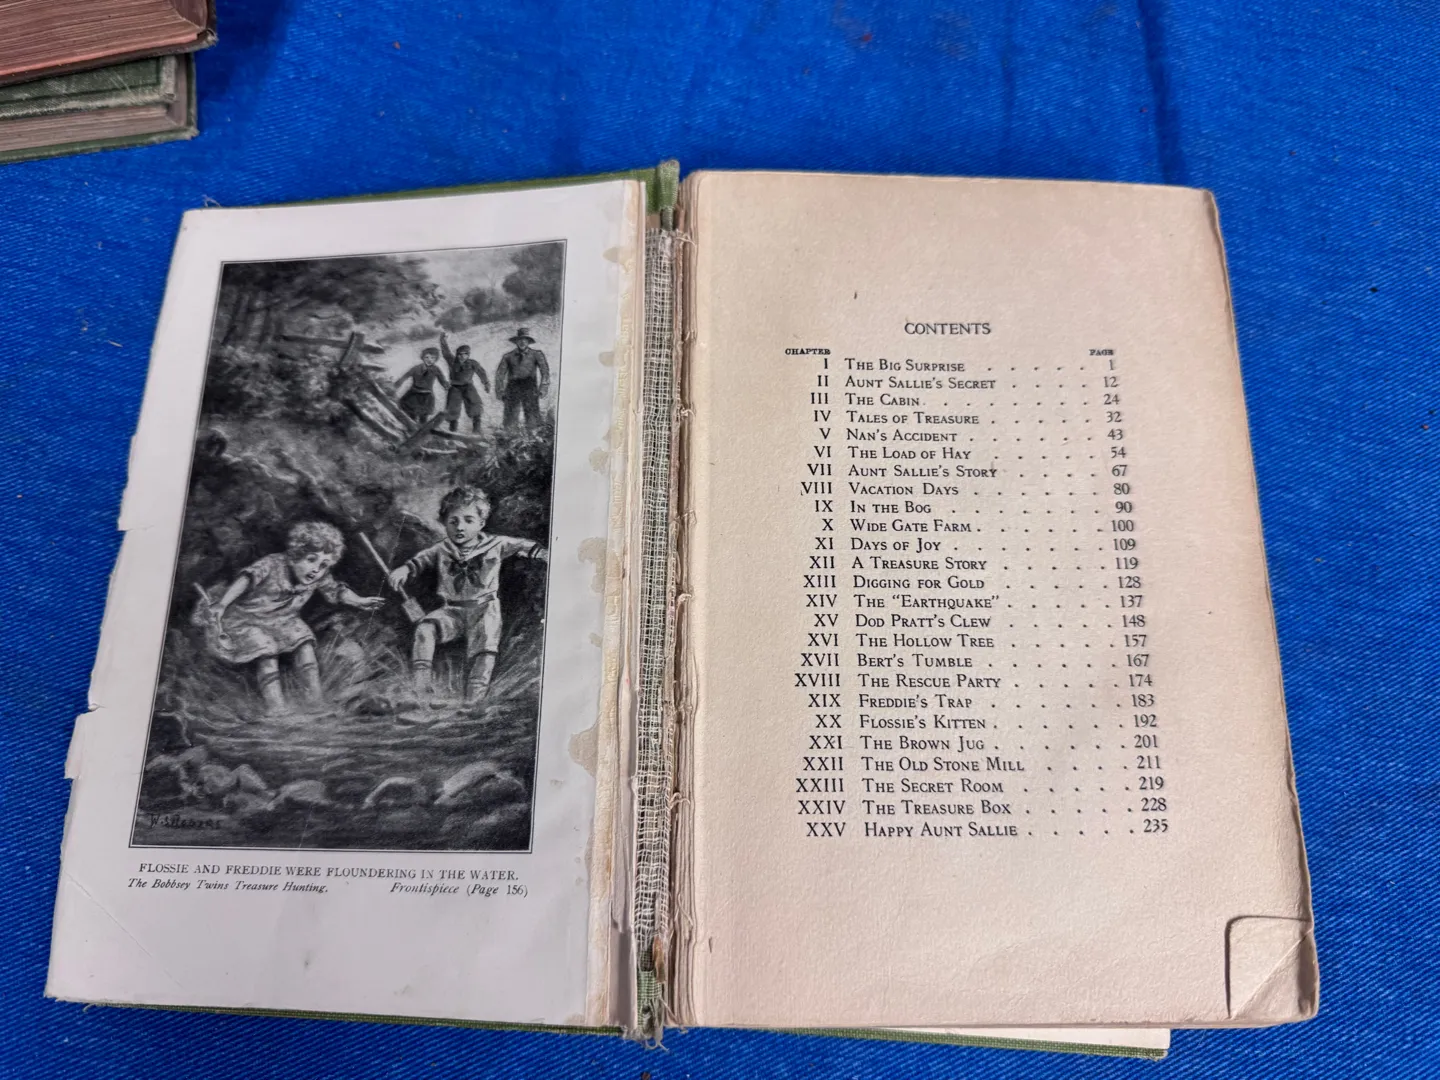 W.S. ROGERS
FLOSSIE AND FREDDIE WERE FLOUNDERING IN THE WATER.
The Bobbsey Twins Treasure Hunting. Frontispiece (Page 156)
CONTENTS
CHAPTER PAGE
I THE BIG SURPRISE . . . . . 1
II AUNT SALLIE'S SECRET . . . . 12
III THE CABIN . . . . . . . 24
IV TALES OF TREASURE . . . . . 32
V NAN'S ACCIDENT . . . . . . 43
VI THE LOAD OF HAY . . . . . 54
VII AUNT SALLIE'S STORY . . . . 67
VIII VACATION DAYS . . . . . . 80
IX IN THE BOG . . . . . . . 90
X WIDE GATE FARM . . . . . . 100
XI DAYS OF JOY . . . . . . . 109
XII A TREASURE STORY . . . . . 119
XIII DIGGING FOR GOLD . . . . . 128
XIV THE "EARTHQUAKE" . . . . . 137
XV DOD PRATT'S CLEW . . . . . 148
XVI THE HOLLOW TREE . . . . . 157
XVII BERT'S TUMBLE . . . . . . 167
XVIII THE RESCUE PARTY . . . . . 174
XIX FREDDIE'S TRAP . . . . . . 183
XX FLOSSIE'S KITTEN . . . . . . 192
XXI THE BROWN JUG . . . . . . 201
XXII THE OLD STONE MILL . . . . 211
XXIII THE SECRET ROOM . . . . . 219
XXIV THE TREASURE BOX . . . . . 228
XXV HAPPY AUNT SALLIE . . . . . 235